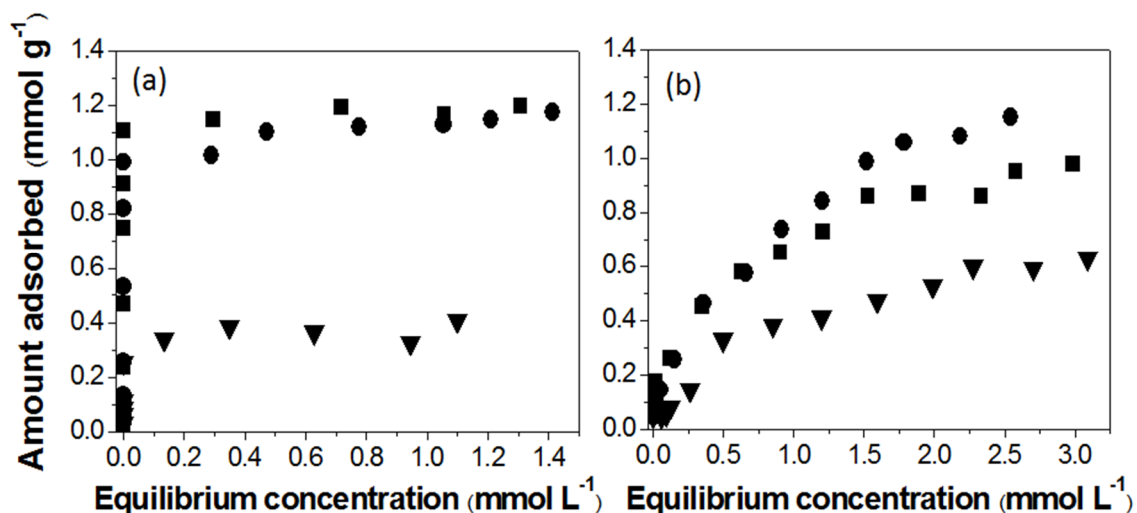 Amount adsorbed (mmol g-1)
(a)
1.4
1.2
1.0
0.8
0.6
0.4
0.2
0.0
0.0 0.2 0.4 0.6 0.8 1.0 1.2 1.4
Equilibrium concentration (mmol L-1)
(b)
1.4
1.2
1.0
0.8
0.6
0.4
0.2
0.0
0.0 0.5 1.0 1.5 2.0 2.5 3.0
Equilibrium concentration (mmol L-1)